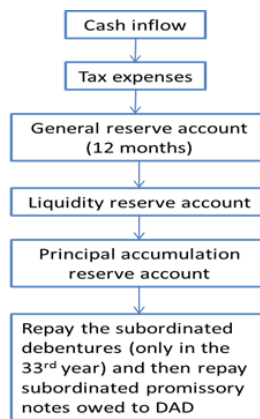 Cash inflow
Tax expenses
General reserve account
(12 months)
Liquidity reserve account
Principal accumulation
reserve account
Repay the subordinated
debentures (only in the
33rd year) and then repay
subordinated promissory
notes owed to DAD